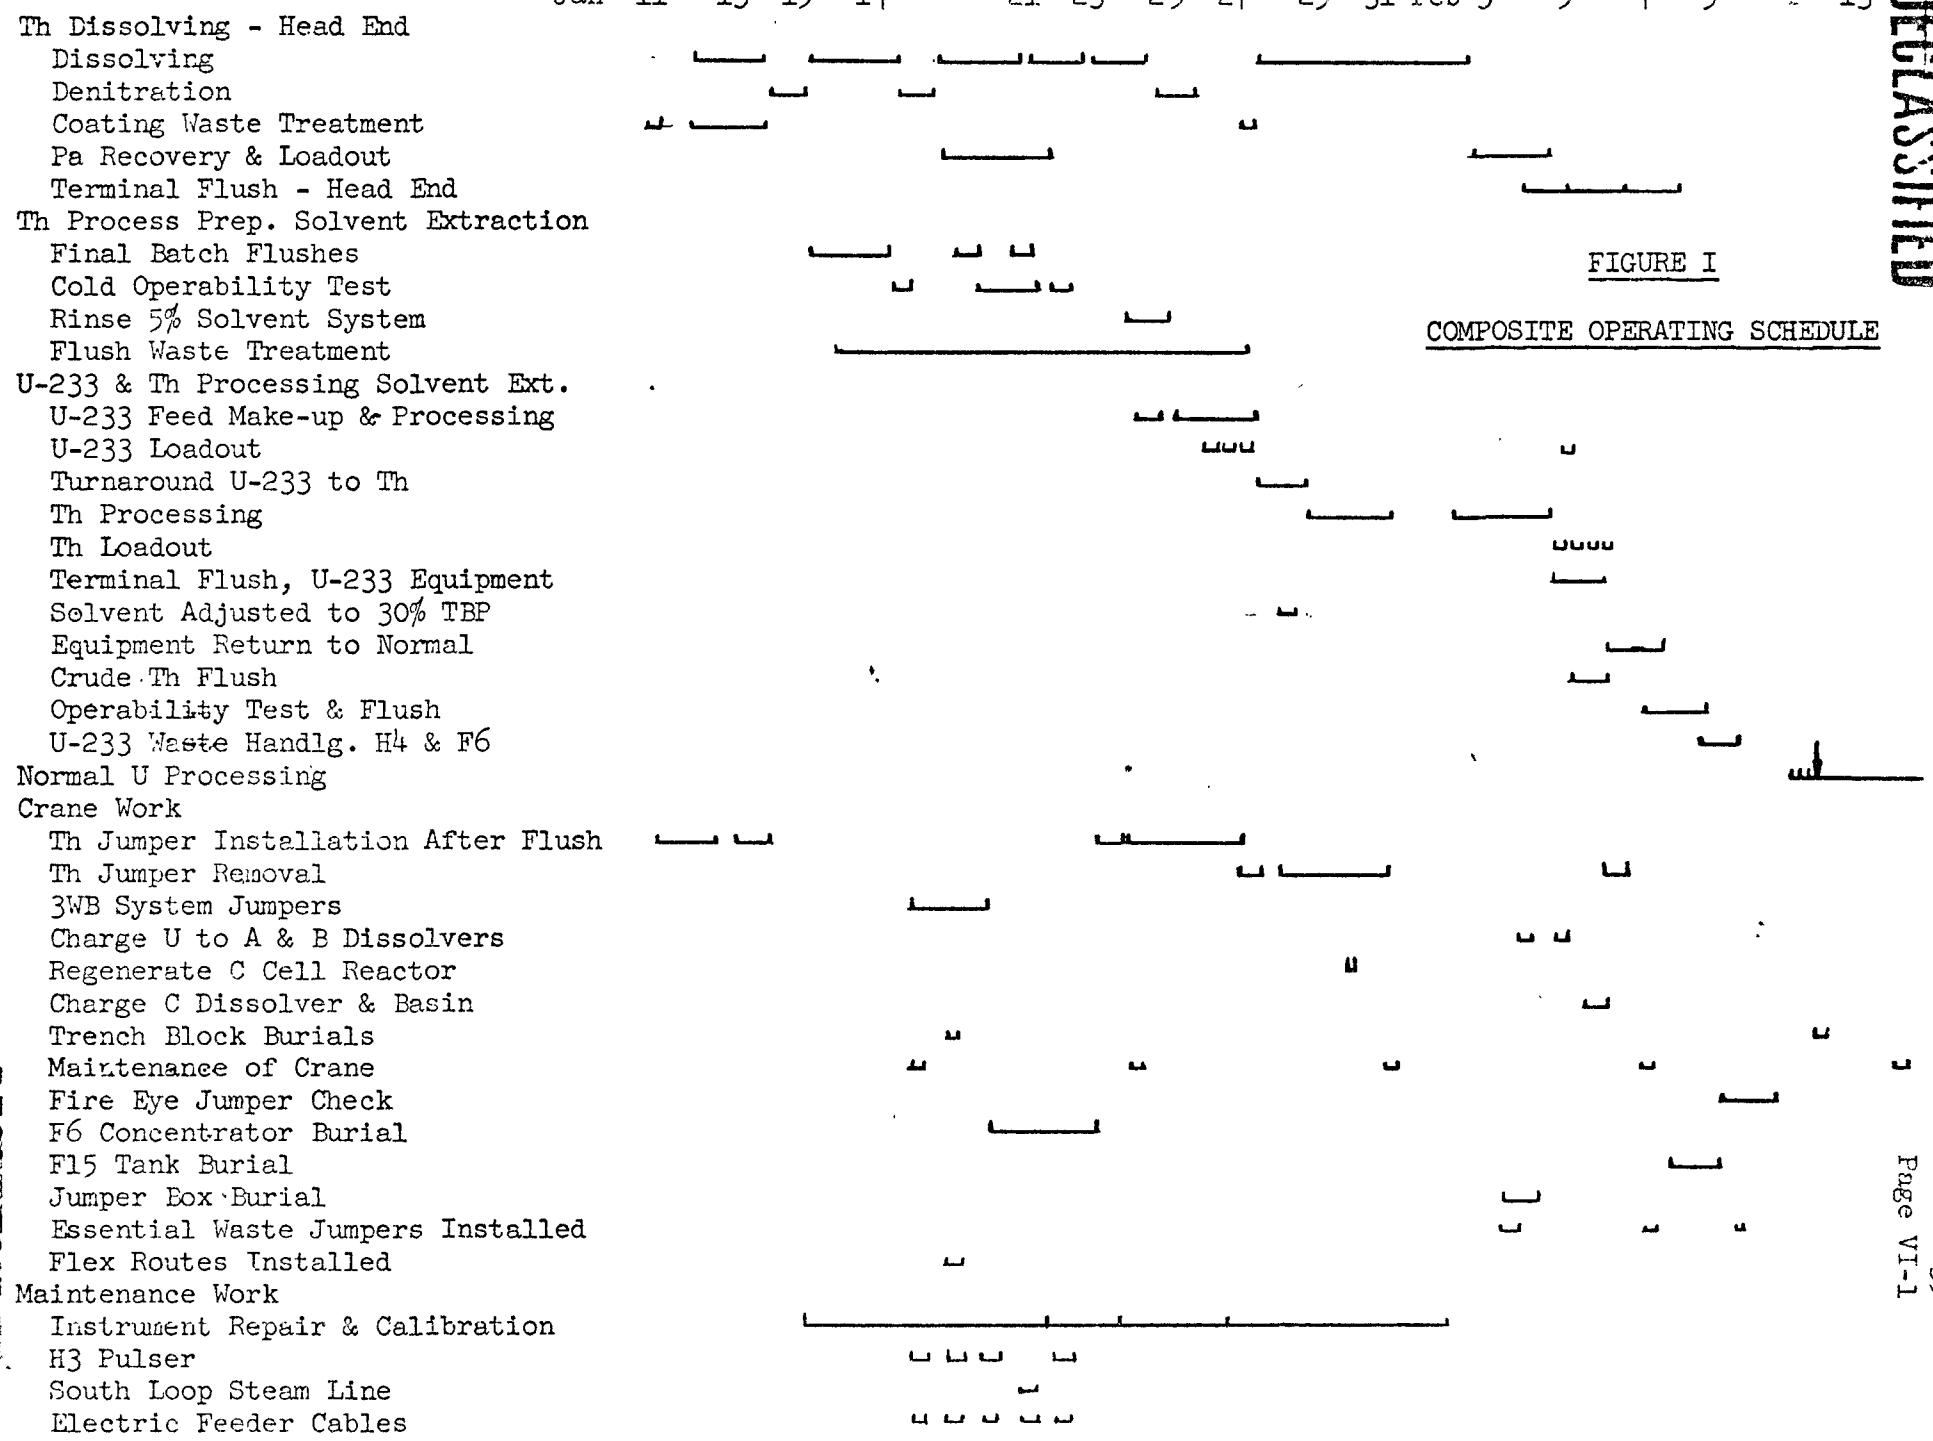 Th Dissolving - Head End
Dissolving
Denitration
Coating Waste Treatment
Pa Recovery & Loadout
Terminal Flush - Head End
Th Process Prep. Solvent Extraction
Final Batch Flushes
Cold Operability Test
Rinse 5% Solvent System
Flush Waste Treatment
U-233 & Th Processing Solvent Ext.
U-233 Feed Make-up & Processing
U-233 Loadout
Turnaround U-233 to Th
Th Processing
Th Loadout
Terminal Flush, U-233 Equipment
Solvent Adjusted to 30% TBP
Equipment Return to Normal
Crude Th Flush
Operability Test & Flush
U-233 Waste Handlg. H4 & F6
Normal U Processing
Crane Work
Th Jumper Installation After Flush
Th Jumper Removal
3WB System Jumpers
Charge U to A & B Dissolvers
Regenerate C Cell Reactor
Charge C Dissolver & Basin
Trench Block Burials
Maintenance of Crane
Fire Eye Jumper Check
F6 Concentrator Burial
F15 Tank Burial
Jumper Box Burial
Essential Waste Jumpers Installed
Flex Routes Installed
Maintenance Work
Instrument Repair & Calibration
H3 Pulser
South Loop Steam Line
Electric Feeder Cables
FIGURE I
COMPOSITE OPERATING SCHEDULE
DECLASSIFIED
Page VI-1